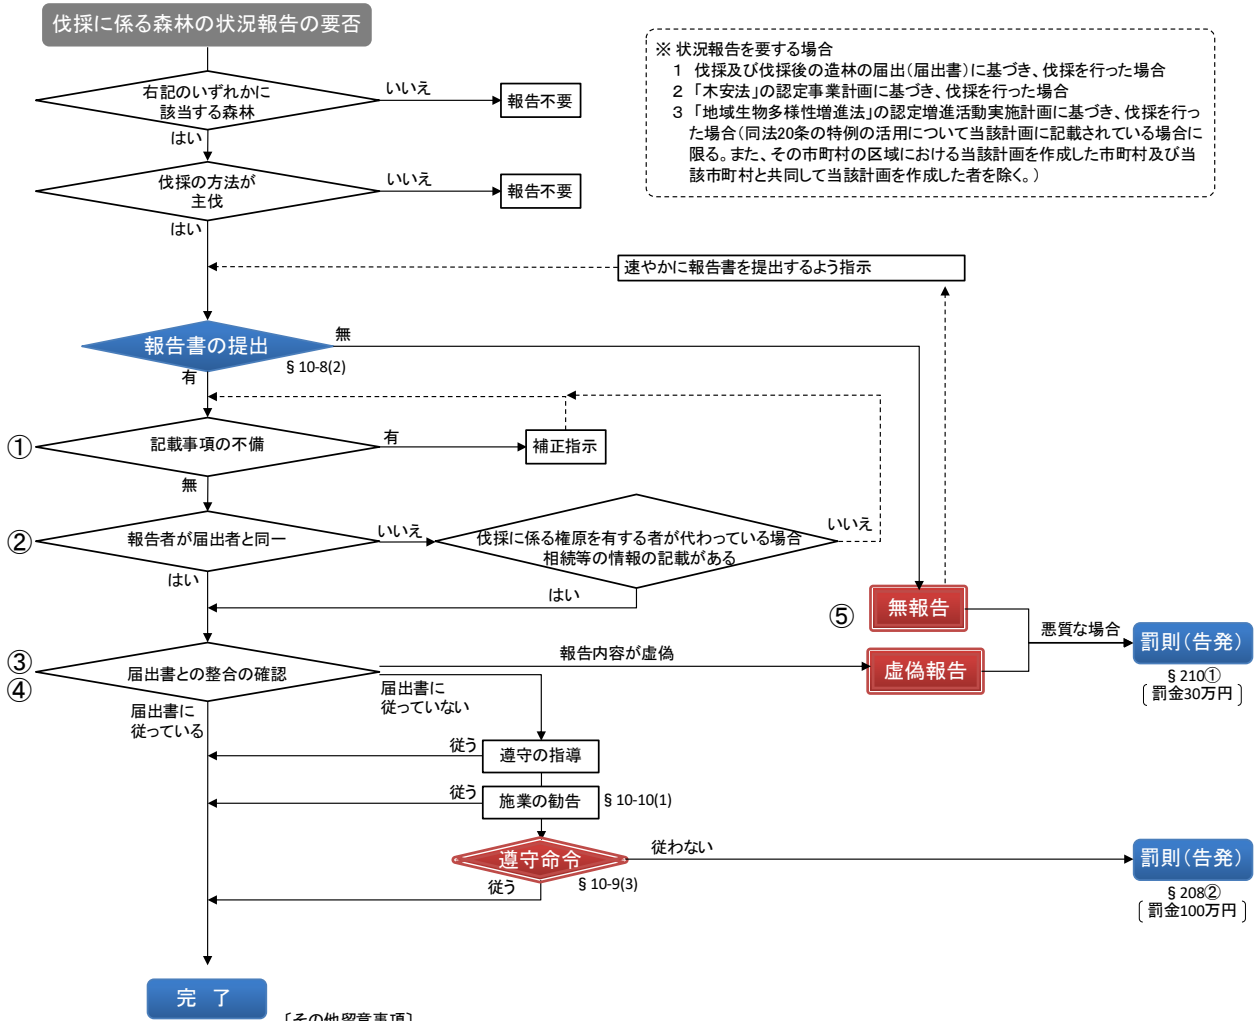 伐採に係る森林の状況報告の要否
※ 状況報告を要する場合
1 伐採及び伐採後の造林の届出(届出書)に基づき、伐採を行った場合
2 「木安法」の認定事業計画に基づき、伐採を行った場合
3 「地域生物多様性増進法」の認定増進活動実施計画に基づき、伐採を行っ
た場合(同法20条の特例の活用について当該計画に記載されている場合に
限る。また、その市町村の区域における当該計画を作成した市町村及び当
該市町村と共同して当該計画を作成した者を除く。)
右記のいずれかに
該当する森林
いいえ
報告不要
はい
伐採の方法が
主伐
いいえ
報告不要
はい
速やかに報告書を提出するよう指示
報告書の提出
無
§10-8(2)
有
①
記載事項の不備
有
補正指示
無
②
報告者が届出者と同一
いいえ
伐採に係る権原を有する者が代わっている場合
相続等の情報の記載がある
いいえ
はい
はい
⑤
無報告
悪質な場合
罰則(告発)
§210①
[罰金30万円]
③
④
届出書との整合の確認
報告内容が虚偽
虚偽報告
届出書に
従っていない
届出書に
従っている
従う
遵守の指導
従う
施業の勧告
§10-10(1)
遵守命令
従わない
§10-9(3)
従う
罰則(告発)
§208②
[罰金100万円]
完 了
〔その他留意事項〕